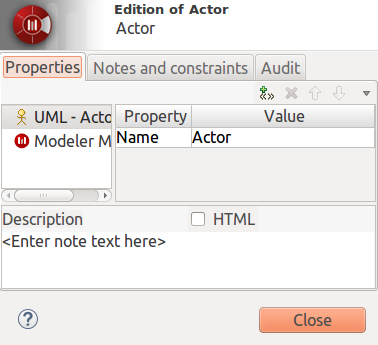 Edition of Actor
Actor
Properties
Notes and constraints
Audit
UML - Acto
Modeler M
Property
Value
Name
Actor
Description
HTML
<Enter note text here>
?
Close